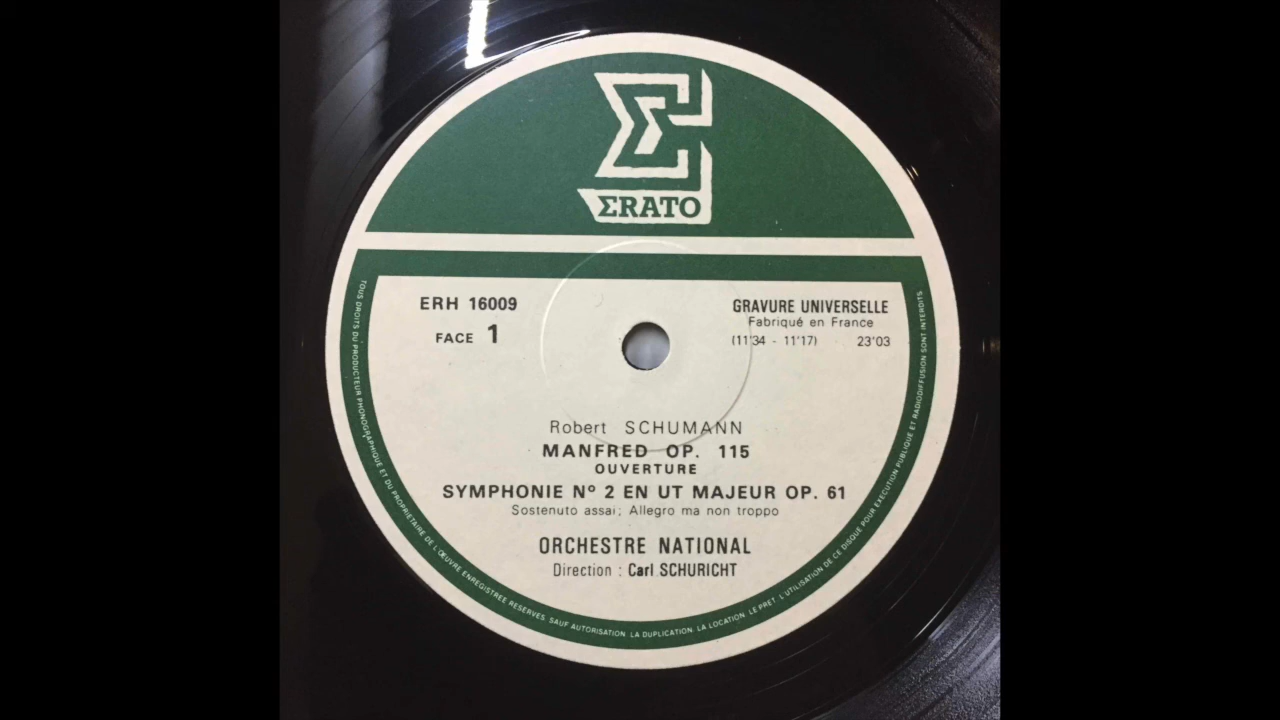 ΣRATO
ERH 16009
FACE 1
GRAVURE UNIVERSELLE
Fabriqué en France
(11'34 - 11'17) 23'03
Robert SCHUMANN
MANFRED OP. 115
OUVERTURE
SYMPHONIE Nº 2 EN UT MAJEUR OP. 61
Sostenuto assai; Allegro ma non troppo
ORCHESTRE NATIONAL
Direction : Carl SCHURICHT
TOUS DROITS DU PRODUCTEUR PHONOGRAPHIQUE ET DU PROPRIETAIRE DE L'ŒUVRE ENREGISTREE RESERVES. SAUF AUTORISATION. LA DUPLICATION. LA LOCATION. LE PRET. L'UTILISATION DE CE DISQUE POUR EXECUTION PUBLIQUE ET RADIODIFFUSION SONT INTERDITS